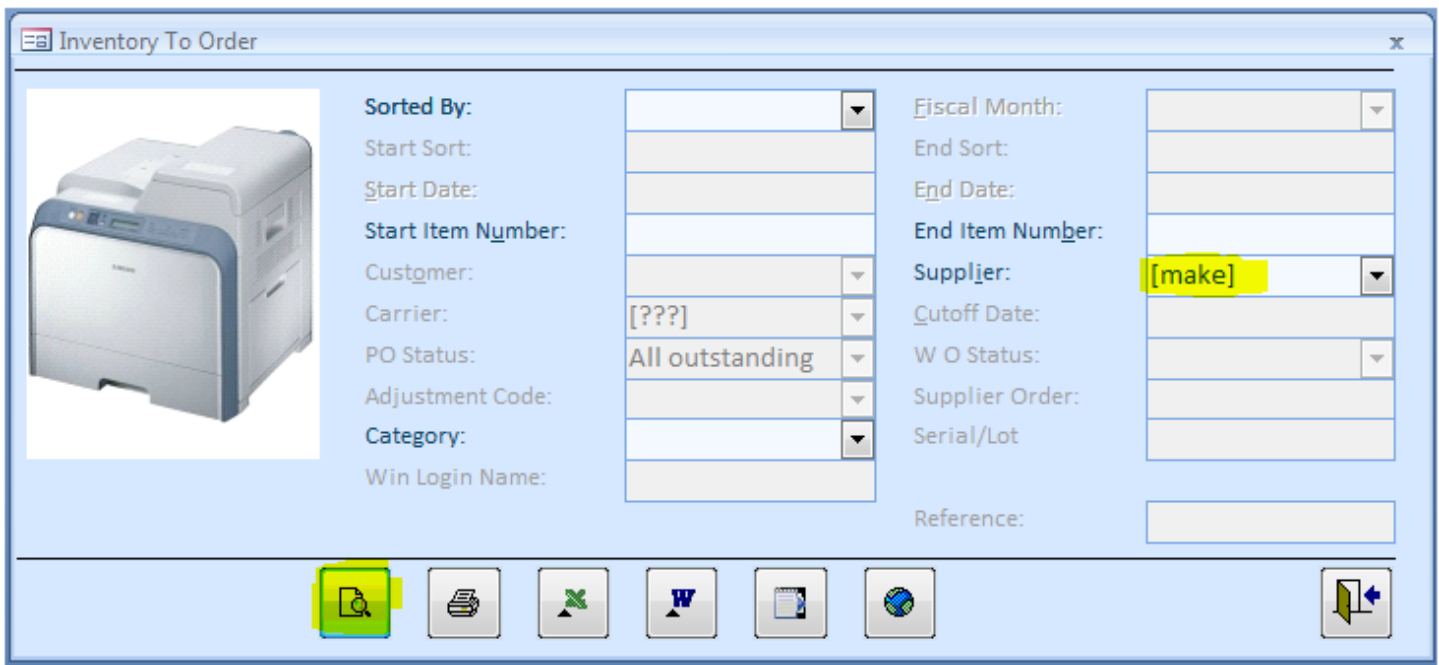 Inventory To Order
x
Sorted By:
Fiscal Month:
Start Sort:
End Sort:
Start Date:
End Date:
Start Item Number:
End Item Number:
Customer:
Supplier: [make]
Carrier: [???]
Cutoff Date:
PO Status: All outstanding
W O Status:
Adjustment Code:
Supplier Order:
Category:
Serial/Lot
Win Login Name:
Reference:
X
W